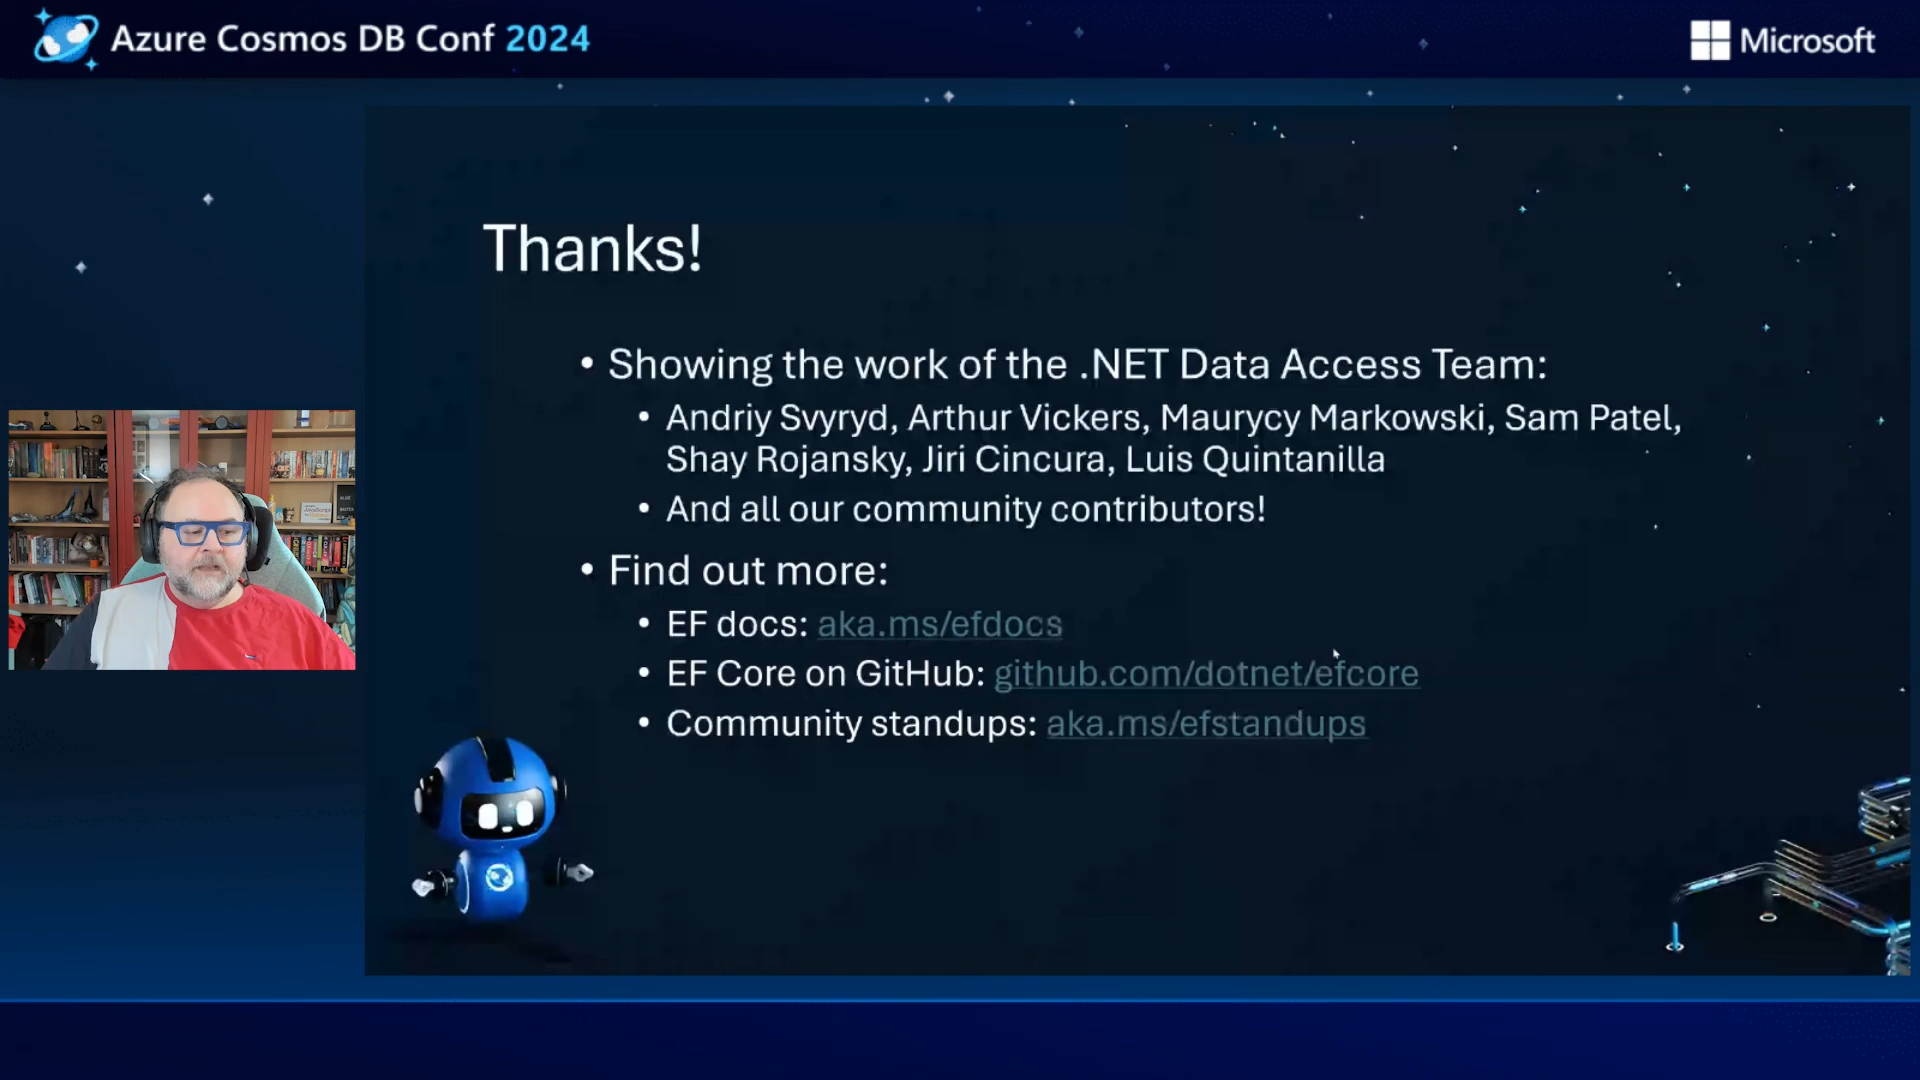 Azure Cosmos DB Conf 2024
Microsoft
Thanks!
• Showing the work of the .NET Data Access Team:
• Andriy Svyryd, Arthur Vickers, Maurycy Markowski, Sam Patel,
Shay Rojansky, Jiri Cincura, Luis Quintanilla
• And all our community contributors!
• Find out more:
• EF docs: aka.ms/efdocs
• EF Core on GitHub: github.com/dotnet/efcore
• Community standups: aka.ms/efstandups